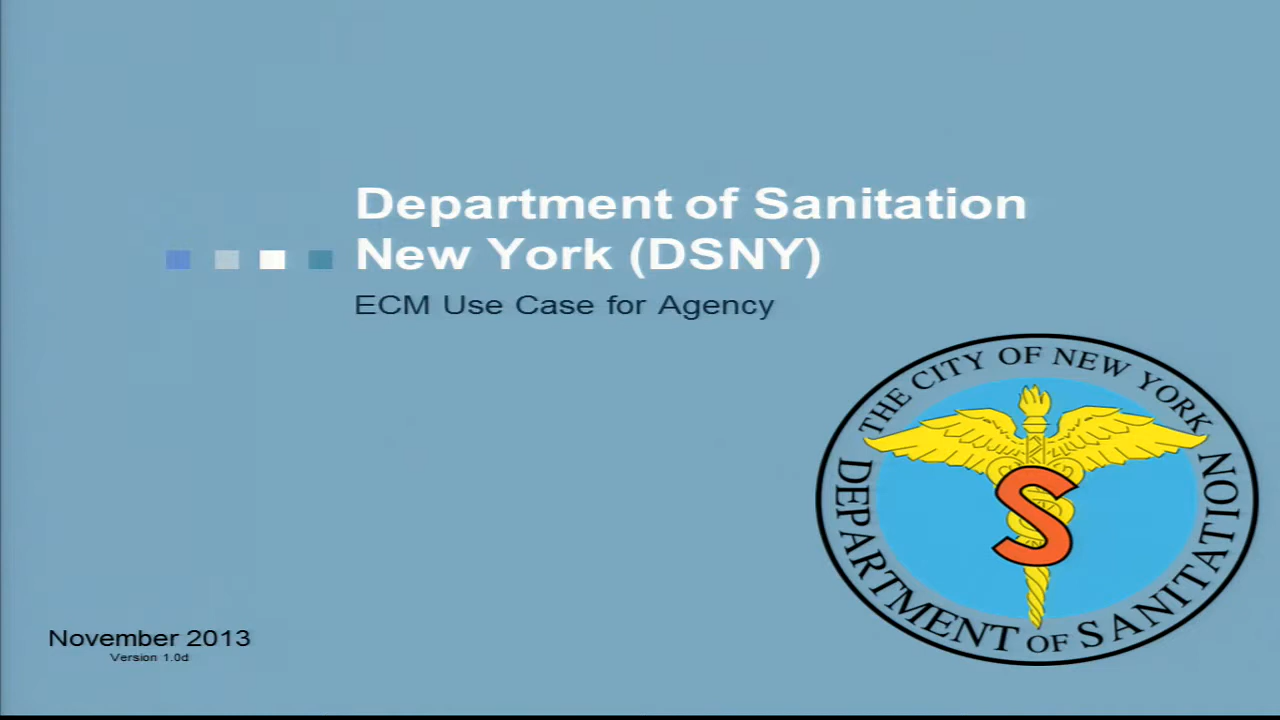 Department of Sanitation
New York (DSNY)
ECM Use Case for Agency
THE CITY OF NEW YORK
DEPARTMENT OF SANITATION
S
November 2013
Version 1.0d